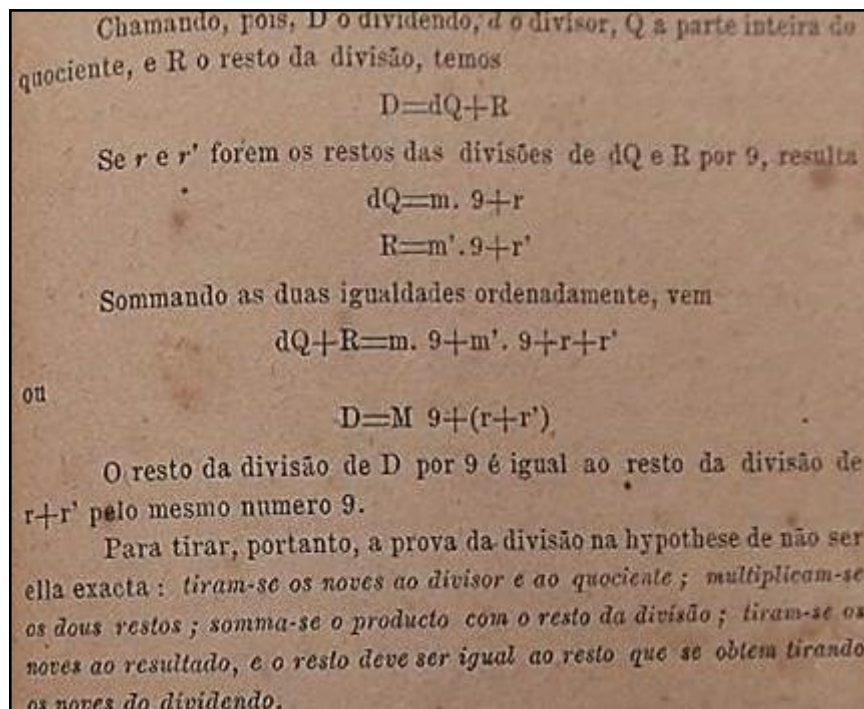 Chamando, pois, D o dividendo, d o divisor, Q a parte inteira do
quociente, e R o resto da divisão, temos
D=dQ+R
Se r e r' forem os restos das divisões de dQ e R por 9, resulta
dQ=m. 9+r
R=m'.9+r'
Sommando as duas igualdades ordenadamente, vem
dQ+R=m. 9+m'. 9+r+r'
ou
D=M 9+(r+r')
O resto da divisão de D por 9 é igual ao resto da divisão de
r+r' pelo mesmo numero 9.
Para tirar, portanto, a prova da divisão na hypothese de não ser
ella exacta : tiram-se os noves ao divisor e ao quociente ; multiplicam-se
os dous restos ; somma-se o producto com o resto da divisão ; tiram-se os
noves ao resultado, e o resto deve ser igual ao resto que se obtem tirando
os noves do dividendo.